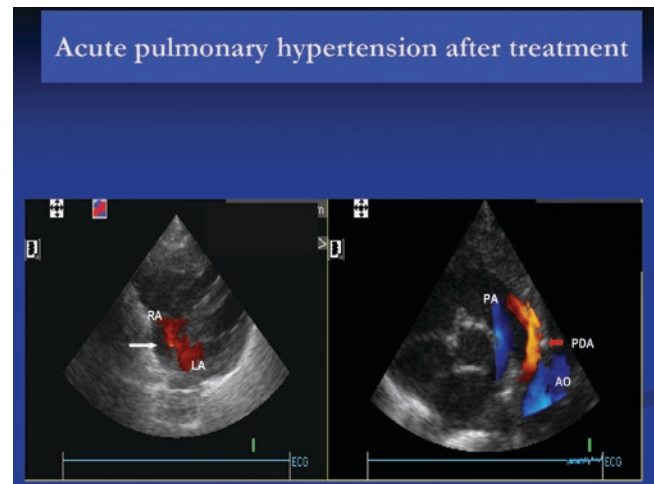 Acute pulmonary hypertension after treatment
m
RA
LA
ECG
PA
PDA
AO
ECG